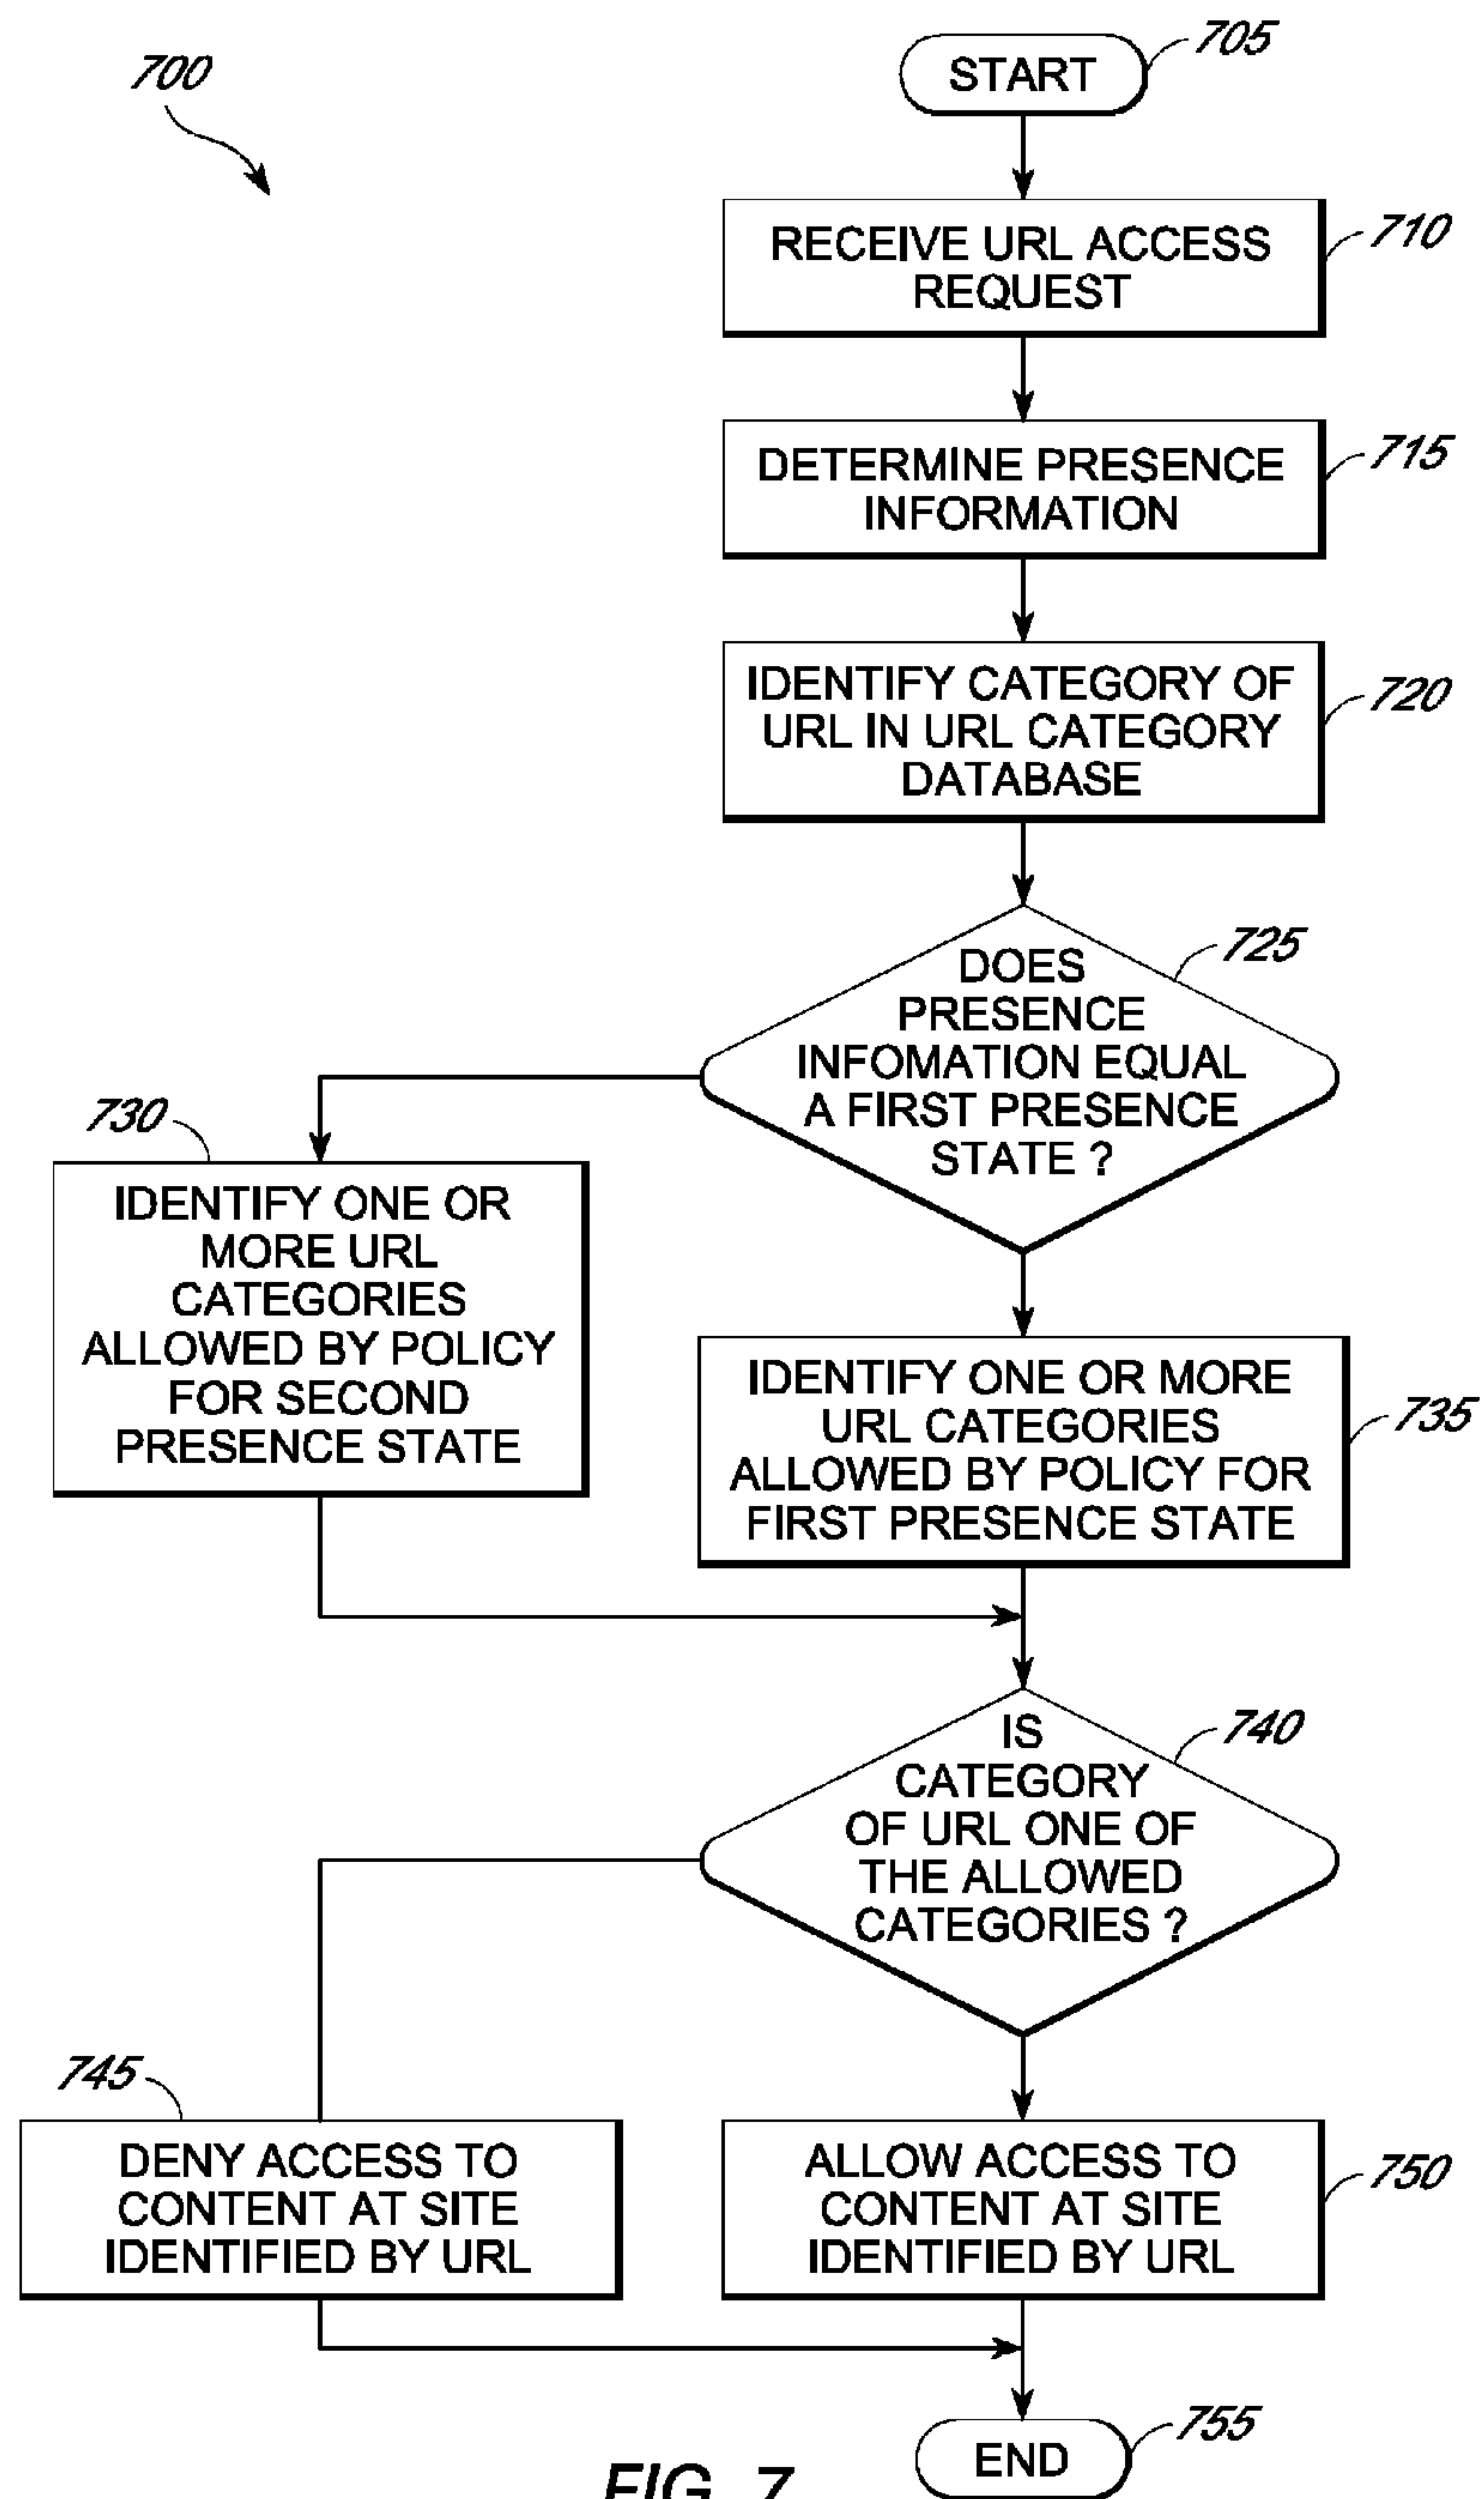 700
START
705
RECEIVE URL ACCESS
REQUEST
710
DETERMINE PRESENCE
INFORMATION
715
IDENTIFY CATEGORY OF
URL IN URL CATEGORY
DATABASE
720
DOES
PRESENCE
INFOMATION EQUAL
A FIRST PRESENCE
STATE ?
725
730
IDENTIFY ONE OR
MORE URL
CATEGORIES
ALLOWED BY POLICY
FOR SECOND
PRESENCE STATE
IDENTIFY ONE OR MORE
URL CATEGORIES
ALLOWED BY POLICY FOR
FIRST PRESENCE STATE
735
IS
CATEGORY
OF URL ONE OF
THE ALLOWED
CATEGORIES ?
740
745
DENY ACCESS TO
CONTENT AT SITE
IDENTIFIED BY URL
ALLOW ACCESS TO
CONTENT AT SITE
IDENTIFIED BY URL
750
END
755
FIG. 7